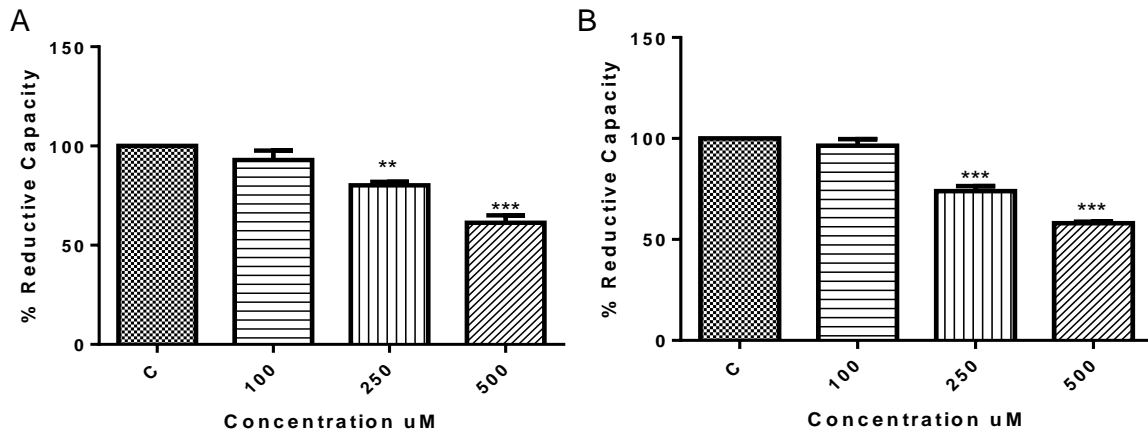 A
% Reductive Capacity
150
100
50
0
**
***
C
100
250
500
Concentration uM
B
% Reductive Capacity
150
100
50
0
***
***
C
100
250
500
Concentration uM